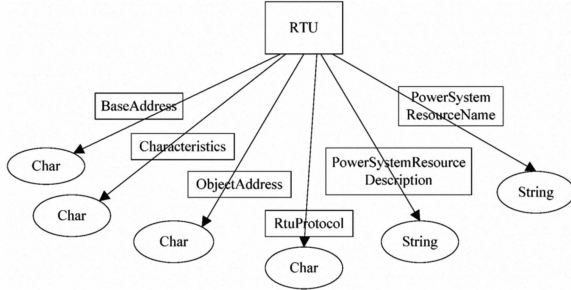 RTU
BaseAddress
Characteristics
ObjectAddress
RtuProtocol
PowerSystemResource
Description
PowerSystem
ResourceName
Char
Char
Char
Char
String
String